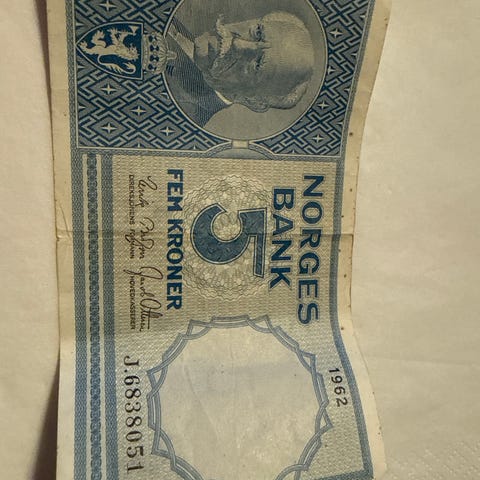 1962
NORGES
BANK
5
FEM KRONER
DIREKSJONENS FORMANN
HOVEDKASSERER
J.6838051